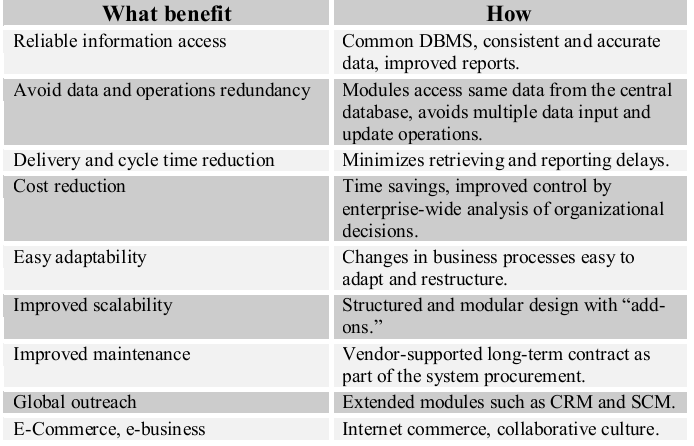 What benefit How
Reliable information access Common DBMS, consistent and accurate
data, improved reports.
Avoid data and operations redundancy Modules access same data from the central
database, avoids multiple data input and
update operations.
Delivery and cycle time reduction Minimizes retrieving and reporting delays.
Cost reduction Time savings, improved control by
enterprise-wide analysis of organizational
decisions.
Easy adaptability Changes in business processes easy to
adapt and restructure.
Improved scalability Structured and modular design with “add-
ons.”
Improved maintenance Vendor-supported long-term contract as
part of the system procurement.
Global outreach Extended modules such as CRM and SCM.
E-Commerce, e-business Internet commerce, collaborative culture.